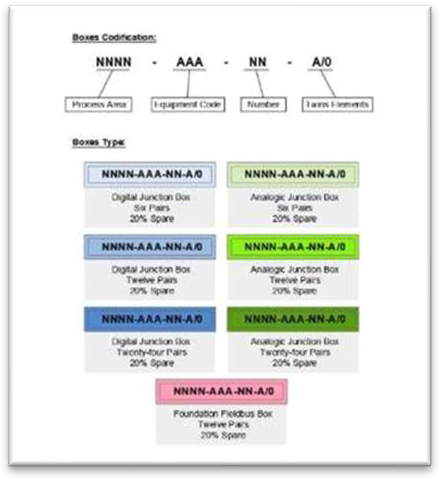 Boxes Codification:
NNNN - AAA - NN - A/0
Process Area Equipment Code Number Twins Elements
Boxes Type:
NNNN-AAA-NN-A/0 NNNN-AAA-NN-A/0
Digital Junction Box Analogic Junction Box
Six Pairs Six Pairs
20% Spare 20% Spare
NNNN-AAA-NN-A/0 NNNN-AAA-NN-A/0
Digital Junction Box Analogic Junction Box
Twelve Pairs Twelve Pairs
20% Spare 20% Spare
NNNN-AAA-NN-A/0 NNNN-AAA-NN-A/0
Digital Junction Box Analogic Junction Box
Twenty-four Pairs Twenty-four Pairs
20% Spare 20% Spare
NNNN-AAA-NN-A/0
Foundation Fieldbus Box
Twelve Pairs
20% Spare